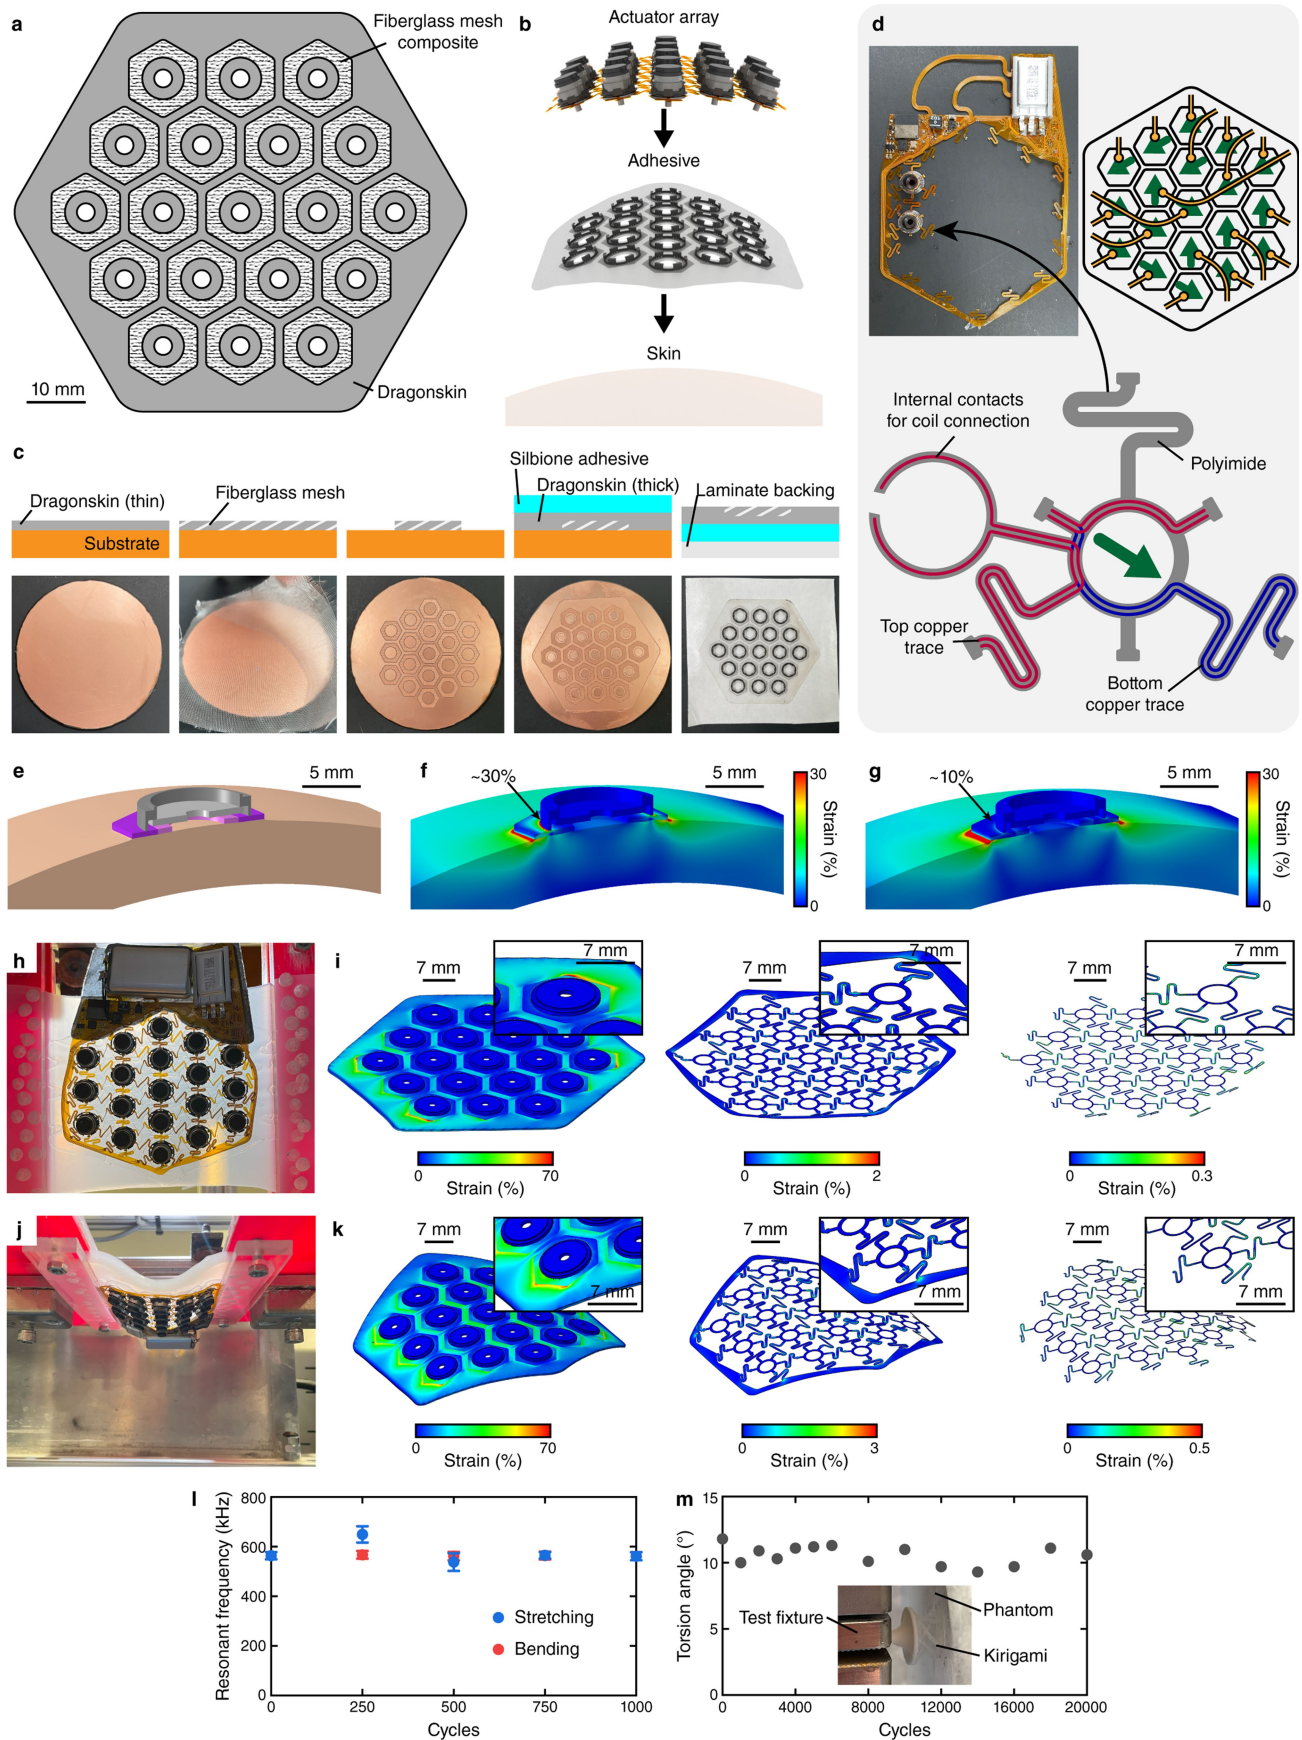 a
Fiberglass mesh
composite
10 mm
Dragonskin
b
Actuator array
Adhesive
Skin
c
Dragonskin (thin)
Substrate
Fiberglass mesh
Silbione adhesive
Dragonskin (thick)
Laminate backing
d
Internal contacts
for coil connection
Polyimide
Top copper
trace
Bottom
copper trace
e
5 mm
f
~30%
5 mm
30
Strain (%)
0
g
~10%
5 mm
30
Strain (%)
0
h
i
7 mm
7 mm
0
70
Strain (%)
7 mm
7 mm
0
2
Strain (%)
7 mm
7 mm
0
0.3
Strain (%)
j
k
7 mm
7 mm
0
70
Strain (%)
7 mm
7 mm
0
3
Strain (%)
7 mm
7 mm
0
0.5
Strain (%)
l
Resonant frequency (kHz)
800
600
400
200
0
Stretching
Bending
0
250
500
750
1000
Cycles
m
Torsion angle (°)
15
10
5
0
Test fixture
Phantom
Kirigami
0
4000
8000
12000
16000
20000
Cycles